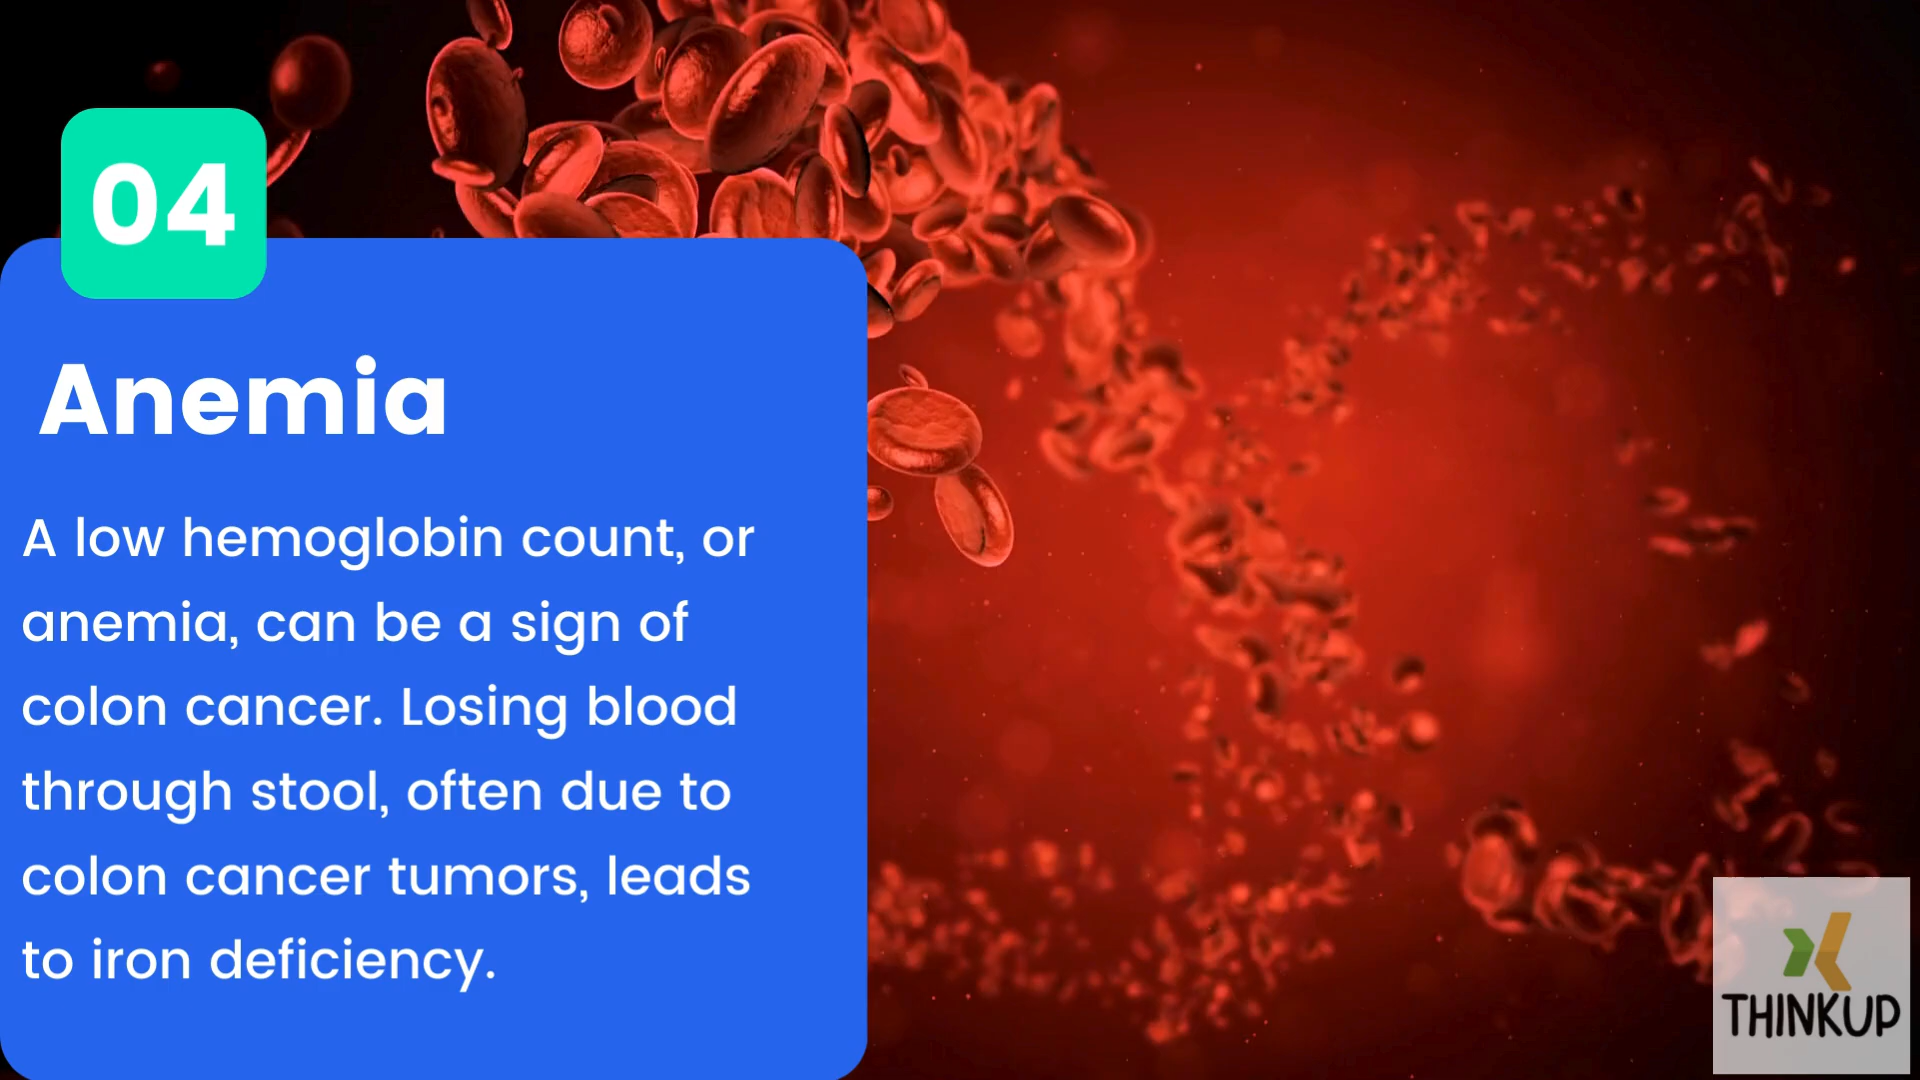 04
Anemia
A low hemoglobin count, or
anemia, can be a sign of
colon cancer. Losing blood
through stool, often due to
colon cancer tumors, leads
to iron deficiency.
THINKUP